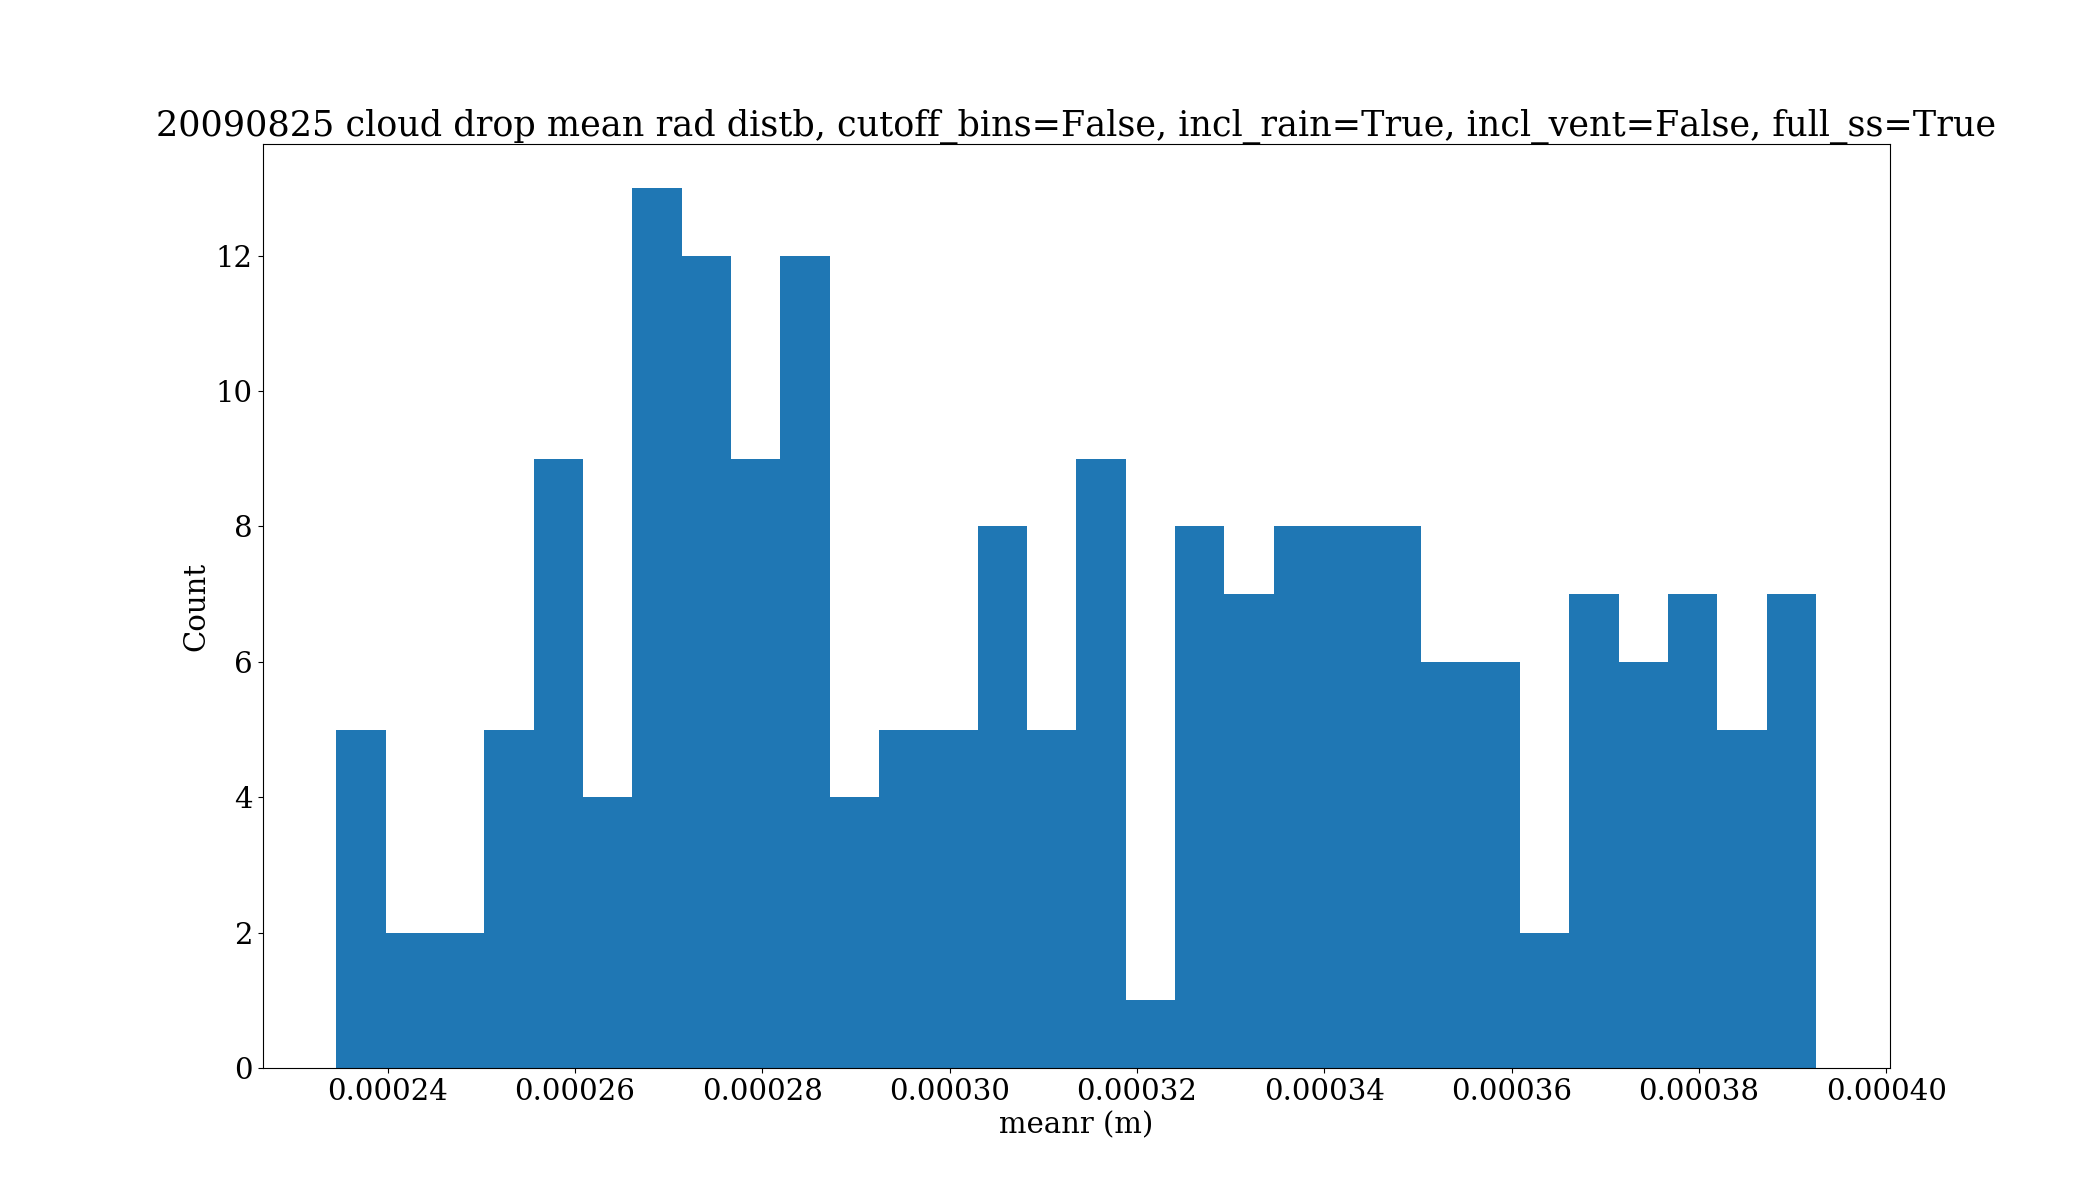 20090825 cloud drop mean rad distb, cutoff_bins=False, incl_rain=True, incl_vent=False, full_ss=True
12
10
8
6
4
2
0
Count
0.00024 0.00026 0.00028 0.00030 0.00032 0.00034 0.00036 0.00038 0.00040
meanr (m)